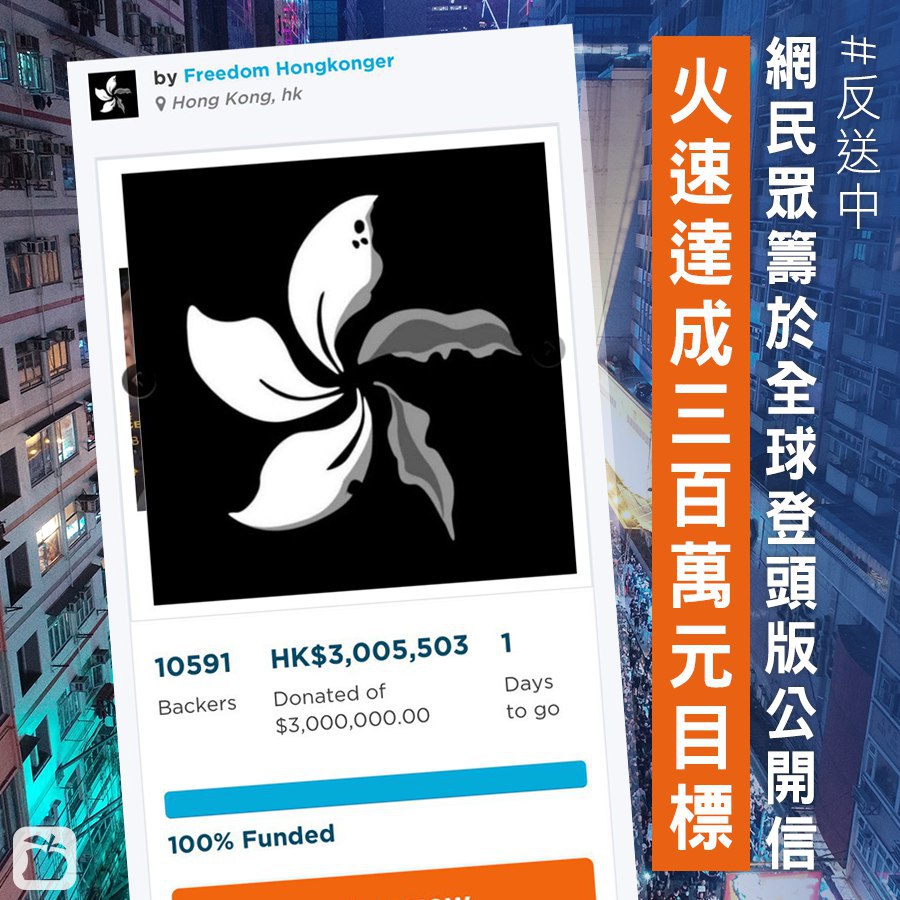 #反送中
網民眾籌於全球登頭版公開信
火速達成三百萬元目標
by Freedom Hongkonger
Hong Kong, hk
10591
Backers
HK$3,005,503
Donated of
$3,000,000.00
1
Days
to go
100% Funded